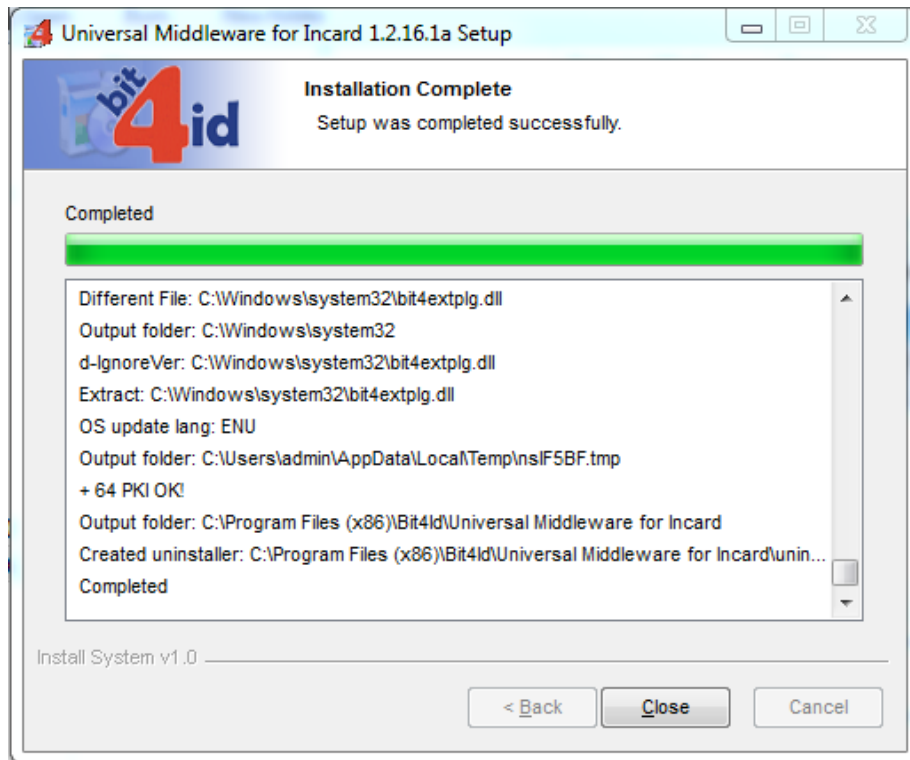 Universal Middleware for Incard 1.2.16.1a Setup
bit4id
Installation Complete
Setup was completed successfully.
Completed
Different File: C:\Windows\system32\bit4extplg.dll
Output folder: C:\Windows\system32
d-IgnoreVer: C:\Windows\system32\bit4extplg.dll
Extract: C:\Windows\system32\bit4extplg.dll
OS update lang: ENU
Output folder: C:\Users\admin\AppData\Local\Temp\nslF5BF.tmp
+ 64 PKI OK!
Output folder: C:\Program Files (x86)\Bit4Id\Universal Middleware for Incard
Created uninstaller: C:\Program Files (x86)\Bit4Id\Universal Middleware for Incard\unin...
Completed
Install System v1.0
< Back Close Cancel